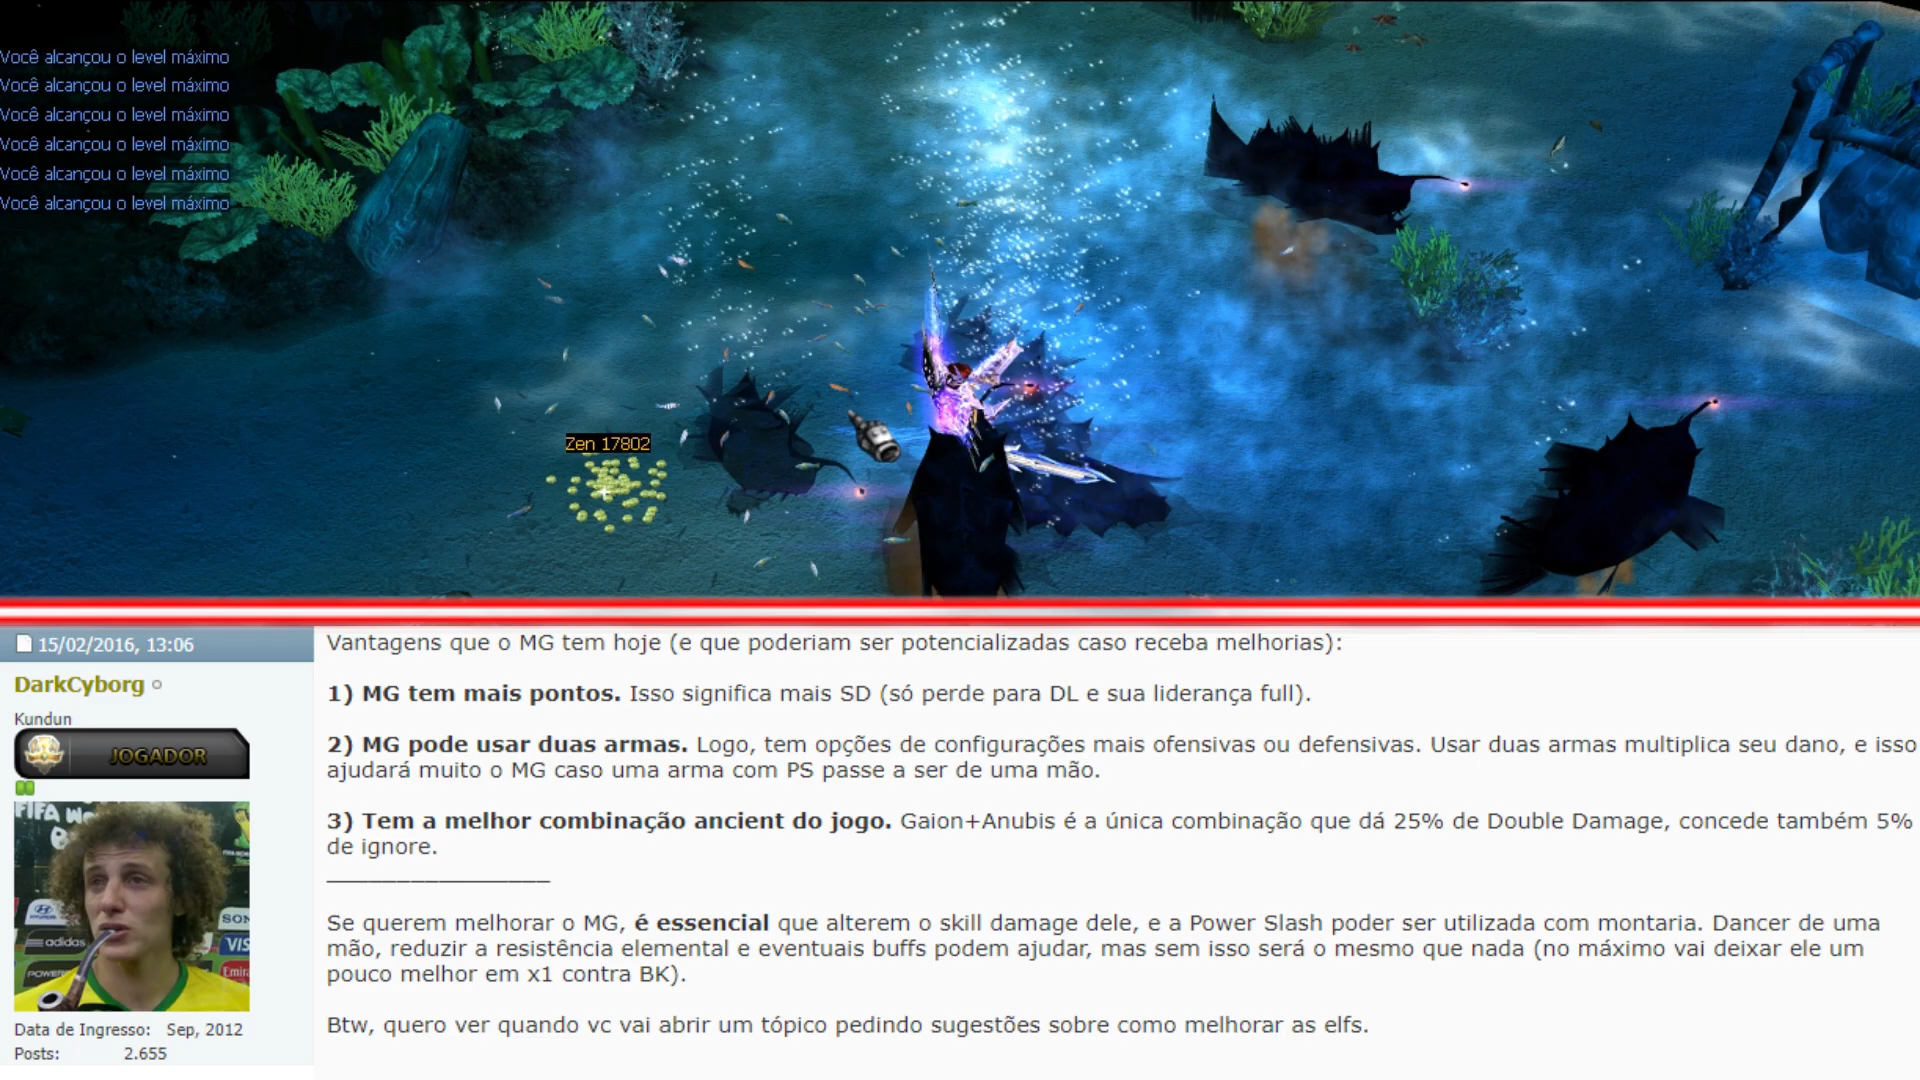 Você alcançou o level máximo
Você alcançou o level máximo
Você alcançou o level máximo
Você alcançou o level máximo
Você alcançou o level máximo
Você alcançou o level máximo
Zen 17802
15/02/2016, 13:06
DarkCyborg
Kundun
JOGADOR
FIFA
adidas
SON
VIS
Emir
POWER
Data de Ingresso: Sep, 2012
Posts: 2.655
Vantagens que o MG tem hoje (e que poderiam ser potencializadas caso receba melhorias):
1) MG tem mais pontos. Isso significa mais SD (só perde para DL e sua liderança full).
2) MG pode usar duas armas. Logo, tem opções de configurações mais ofensivas ou defensivas. Usar duas armas multiplica seu dano, e isso
ajudará muito o MG caso uma arma com PS passe a ser de uma mão.
3) Tem a melhor combinação ancient do jogo. Gaion+Anubis é a única combinação que dá 25% de Double Damage, concede também 5%
de ignore.
________________
Se querem melhorar o MG, é essencial que alterem o skill damage dele, e a Power Slash poder ser utilizada com montaria. Dancer de uma
mão, reduzir a resistência elemental e eventuais buffs podem ajudar, mas sem isso será o mesmo que nada (no máximo vai deixar ele um
pouco melhor em x1 contra BK).
Btw, quero ver quando vc vai abrir um tópico pedindo sugestões sobre como melhorar as elfs.